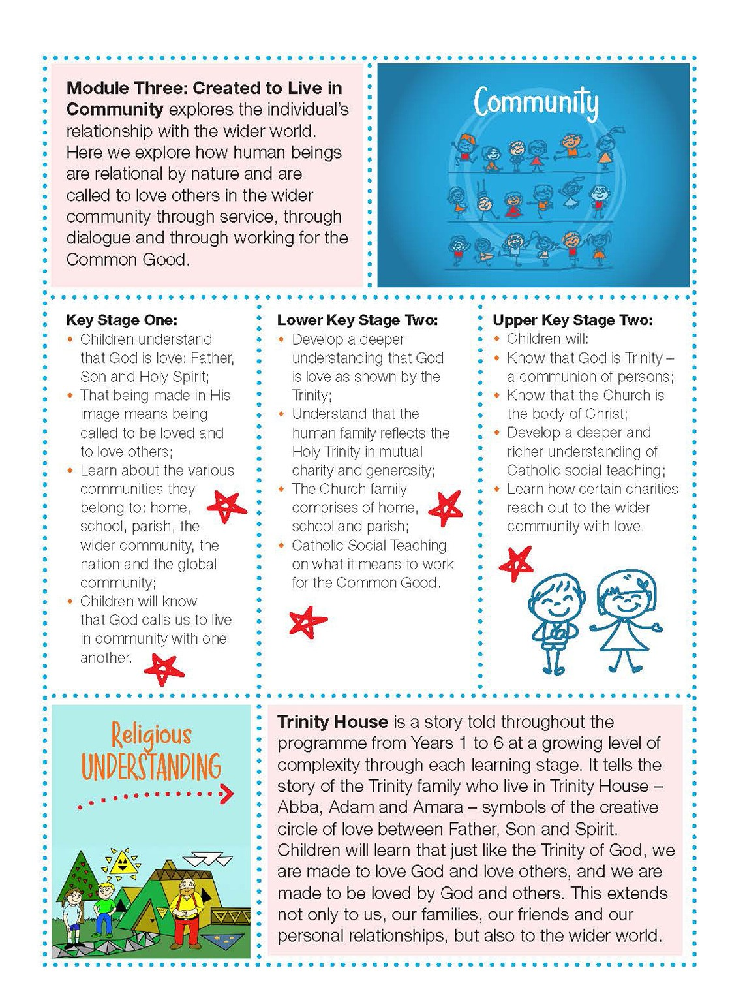 Module Three: Created to Live in
Community explores the individual's
relationship with the wider world.
Here we explore how human beings
are relational by nature and are
called to love others in the wider
community through service, through
dialogue and through working for the
Common Good.
Community
Key Stage One:
• Children understand
that God is love: Father,
Son and Holy Spirit;
• That being made in His
image means being
called to be loved and
to love others;
• Learn about the various
communities they
belong to: home,
school, parish, the
wider community, the
nation and the global
community;
• Children will know
that God calls us to live
in community with one
another.
Lower Key Stage Two:
• Develop a deeper
understanding that God
is love as shown by the
Trinity;
• Understand that the
human family reflects the
Holy Trinity in mutual
charity and generosity;
• The Church family
comprises of home,
school and parish;
• Catholic Social Teaching
on what it means to work
for the Common Good.
Upper Key Stage Two:
• Children will:
• Know that God is Trinity –
a communion of persons;
• Know that the Church is
the body of Christ;
• Develop a deeper and
richer understanding of
Catholic social teaching;
• Learn how certain charities
reach out to the wider
community with love.
Religious
UNDERSTANDING
Trinity House is a story told throughout the
programme from Years 1 to 6 at a growing level of
complexity through each learning stage. It tells the
story of the Trinity family who live in Trinity House –
Abba, Adam and Amara – symbols of the creative
circle of love between Father, Son and Spirit.
Children will learn that just like the Trinity of God, we
are made to love God and love others, and we are
made to be loved by God and others. This extends
not only to us, our families, our friends and our
personal relationships, but also to the wider world.